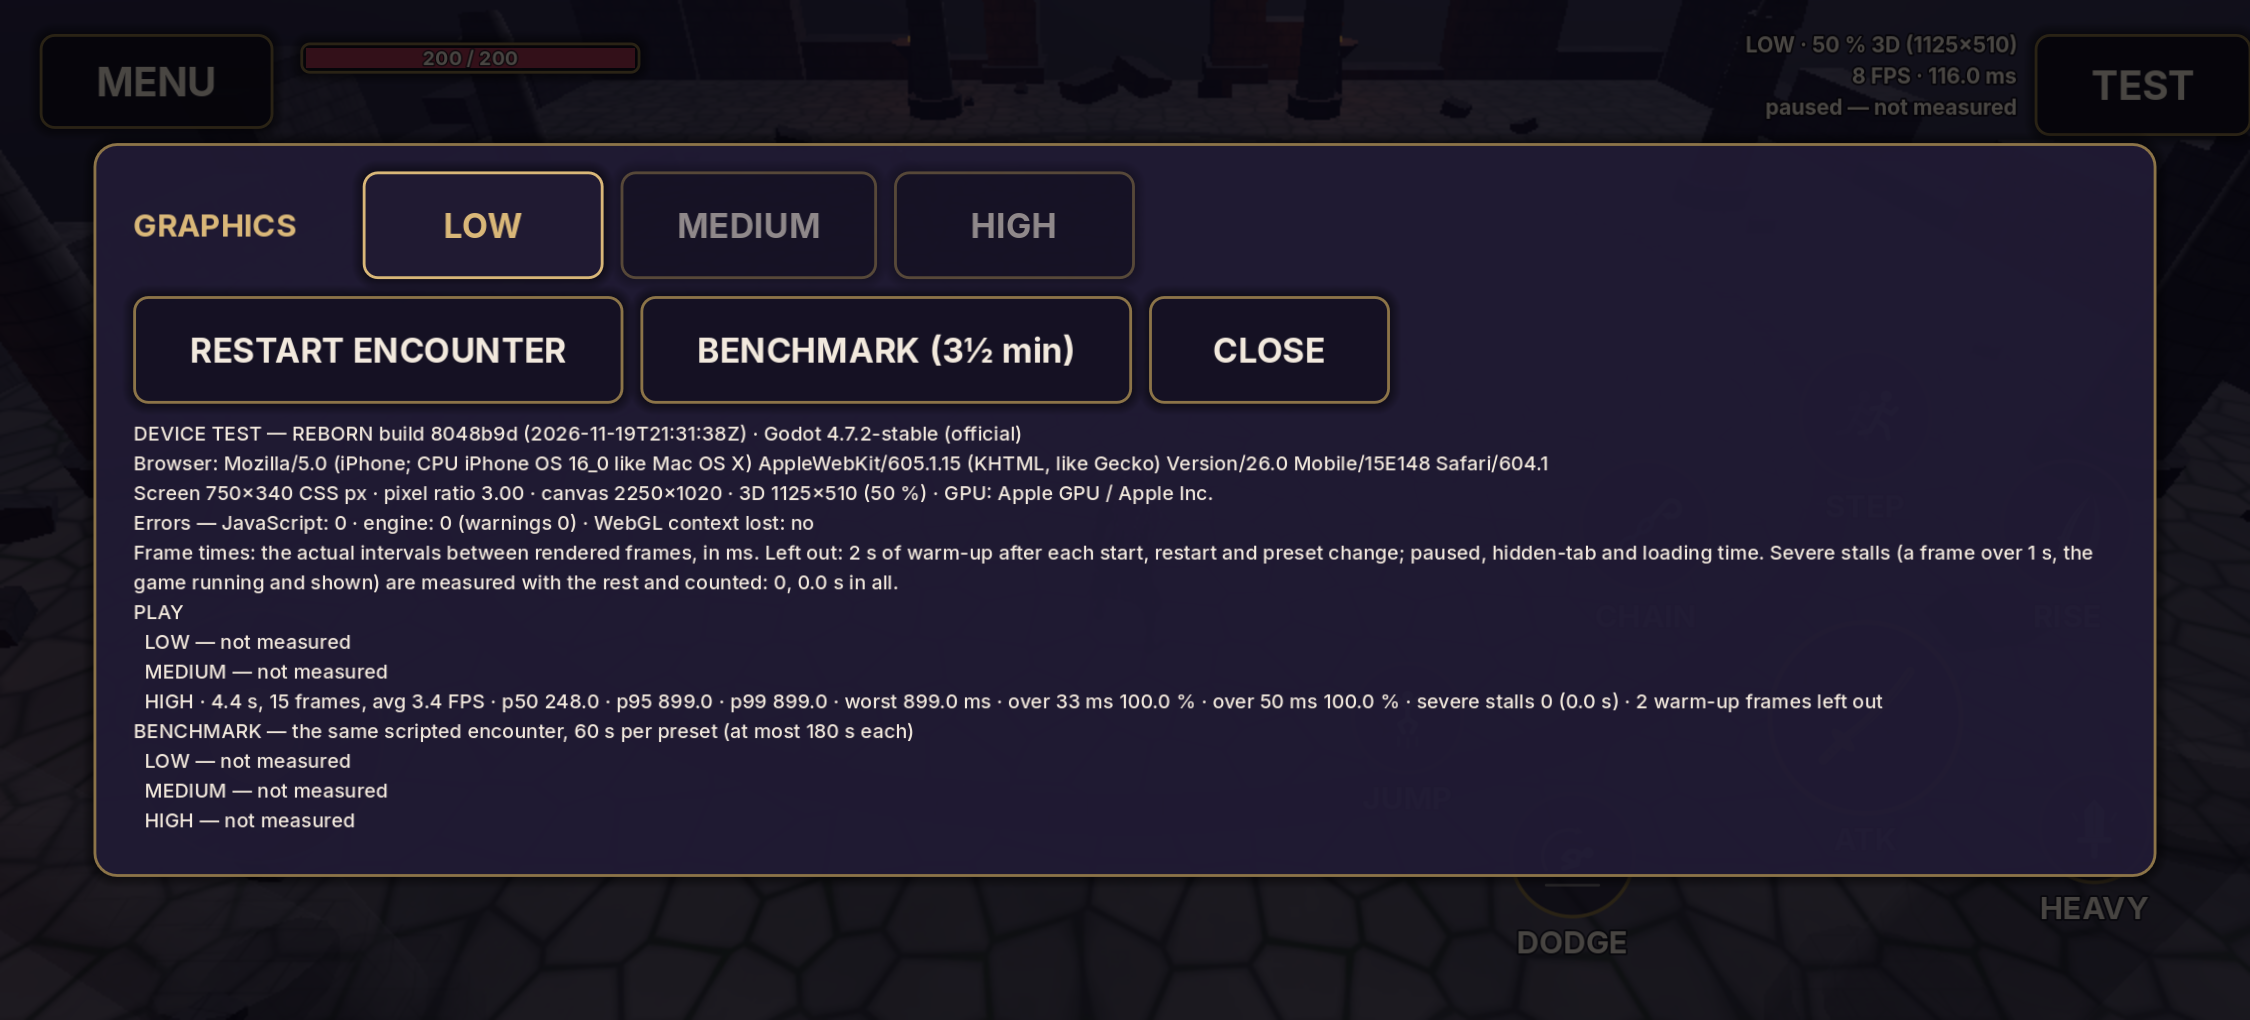 MENU
200 / 200
LOW · 50 % 3D (1125×510)
8 FPS · 116.0 ms
paused — not measured
TEST
GRAPHICS
LOW
MEDIUM
HIGH
RESTART ENCOUNTER
BENCHMARK (3½ min)
CLOSE
DEVICE TEST — REBORN build 8048b9d (2026-11-19T21:31:38Z) · Godot 4.7.2-stable (official)
Browser: Mozilla/5.0 (iPhone; CPU iPhone OS 16_0 like Mac OS X) AppleWebKit/605.1.15 (KHTML, like Gecko) Version/26.0 Mobile/15E148 Safari/604.1
Screen 750×340 CSS px · pixel ratio 3.00 · canvas 2250×1020 · 3D 1125×510 (50 %) · GPU: Apple GPU / Apple Inc.
Errors — JavaScript: 0 · engine: 0 (warnings 0) · WebGL context lost: no
Frame times: the actual intervals between rendered frames, in ms. Left out: 2 s of warm-up after each start, restart and preset change; paused, hidden-tab and loading time. Severe stalls (a frame over 1 s, the
game running and shown) are measured with the rest and counted: 0, 0.0 s in all.
PLAY
LOW — not measured
MEDIUM — not measured
HIGH · 4.4 s, 15 frames, avg 3.4 FPS · p50 248.0 · p95 899.0 · p99 899.0 · worst 899.0 ms · over 33 ms 100.0 % · over 50 ms 100.0 % · severe stalls 0 (0.0 s) · 2 warm-up frames left out
BENCHMARK — the same scripted encounter, 60 s per preset (at most 180 s each)
LOW — not measured
MEDIUM — not measured
HIGH — not measured
STEP
CHAIN
RISE
JUMP
ATK
HEAVY
DODGE